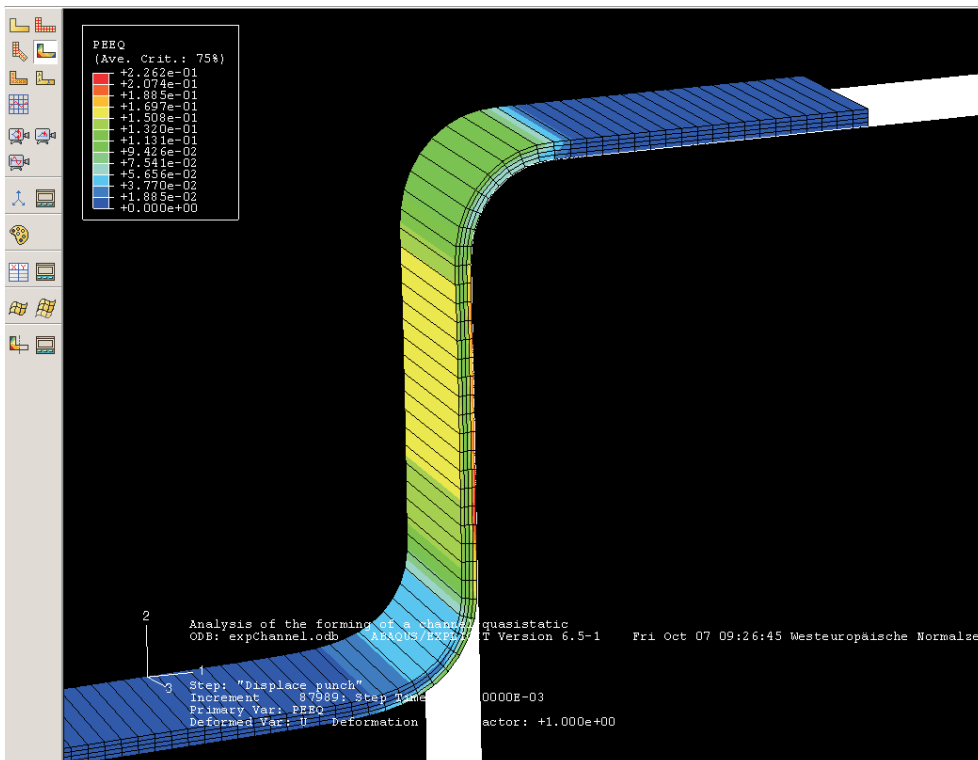 PEEQ
(Ave. Crit.: 75%)
+2.262e-01
+2.074e-01
+1.885e-01
+1.697e-01
+1.508e-01
+1.320e-01
+1.131e-01
+9.426e-02
+7.541e-02
+5.656e-02
+3.770e-02
+1.885e-02
+0.000e+00
2
1
3
Analysis of the forming of a channel quasistatic
ODB: expChannel.odb ABAQUS/EXPLICIT Version 6.5-1 Fri Oct 07 09:26:45 Westeuropäische Normalze
Step: "Displace punch"
Increment 87989: Step Time 0000E-03
Primary Var: PEEQ
Deformed Var: U Deformation actor: +1.000e+00